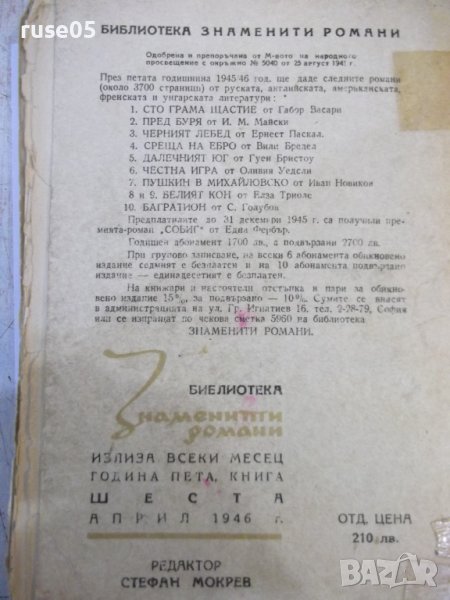 ruse05
БИБЛИОТЕКА ЗНАМЕНИТИ РОМАНИ
Одобрена и препоръчана от М-вото на народното
просвещение с окръжно № 5040 от 25 август 1941 г.
През петата годишнина 1945/46 год. ще даде следните романи
(около 3700 страници) от руската, английската, американската,
френската и унгарската литератури:
1. СТО ГРАМА ЩАСТИЕ от Габор Васари
2. ПРЕД БУРЯ от И. М. Майски
3. ЧЕРНИЯТ ЛЕБЕД от Ернест Паскал.
4. СРЕЩА НА ЕБРО от Вили Бредел
5. ДАЛЕЧНИЯТ ЮГ от Гуен Бристоу
6. ЧЕСТНА ИГРА от Оливия Уедсли
7. ПУШКИН В МИХАЙЛОВСКО от Иван Новиков
8 и 9. БЕЛИЯТ КОН от Елза Триоле
10. БАГРАТИОН от С. Голубов
Предплатилите до 31 декември 1945 г. са получили пре-
мията-роман „СОБИГ“ от Една Фербър.
Годишен абонамент 1700 лв., а подвързани 2700 лв.
При групово записване, на всеки 6 абонамента обикновено
издание седмият е безплатен и на 10 абонамента подвързано
издание — единадесетият е безплатен.
На книжари и настоятели отстъпка в пари за обикно-
вено издание 15%, за подвързано — 10%. Сумите се внасят
в администрацията на ул. Гр. Игнатиев 16, тел. 2-28-79, София
или се изпращат по чекова сметка 5960 на библиотека
ЗНАМЕНИТИ РОМАНИ.
БИБЛИОТЕКА
Знаменити
романи
ИЗЛИЗА ВСЕКИ МЕСЕЦ
ГОДИНА ПЕТА, КНИГА
ШЕСТА
АПРИЛ 1946 г.
ОТД. ЦЕНА
210 лв.
РЕДАКТОР
СТЕФАН МОКРЕВ
BAZAR